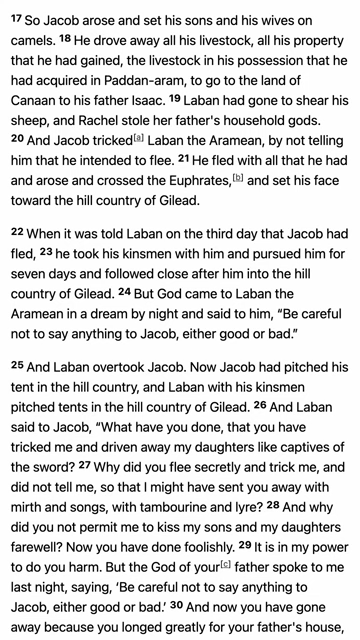 17 So Jacob arose and set his sons and his wives on
camels. 18 He drove away all his livestock, all his property
that he had gained, the livestock in his possession that he
had acquired in Paddan-aram, to go to the land of
Canaan to his father Isaac. 19 Laban had gone to shear his
sheep, and Rachel stole her father's household gods.
20 And Jacob tricked[a] Laban the Aramean, by not telling
him that he intended to flee. 21 He fled with all that he had
and arose and crossed the Euphrates,[b] and set his face
toward the hill country of Gilead.
22 When it was told Laban on the third day that Jacob had
fled, 23 he took his kinsmen with him and pursued him for
seven days and followed close after him into the hill
country of Gilead. 24 But God came to Laban the
Aramean in a dream by night and said to him, “Be careful
not to say anything to Jacob, either good or bad.”
25 And Laban overtook Jacob. Now Jacob had pitched his
tent in the hill country, and Laban with his kinsmen
pitched tents in the hill country of Gilead. 26 And Laban
said to Jacob, “What have you done, that you have
tricked me and driven away my daughters like captives of
the sword? 27 Why did you flee secretly and trick me, and
did not tell me, so that I might have sent you away with
mirth and songs, with tambourine and lyre? 28 And why
did you not permit me to kiss my sons and my daughters
farewell? Now you have done foolishly. 29 It is in my power
to do you harm. But the God of your[c] father spoke to me
last night, saying, ‘Be careful not to say anything to
Jacob, either good or bad.’ 30 And now you have gone
away because you longed greatly for your father's house,